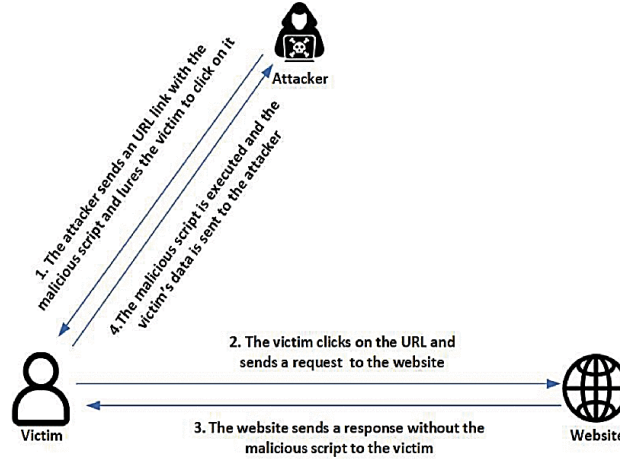 Attacker
1. The attacker sends an URL link with the
malicious script and lures the victim to click on it
4.The malicious script is executed and the
victim's data is sent to the attacker
2. The victim clicks on the URL and
sends a request to the website
Victim
Website
3. The website sends a response without the
malicious script to the victim